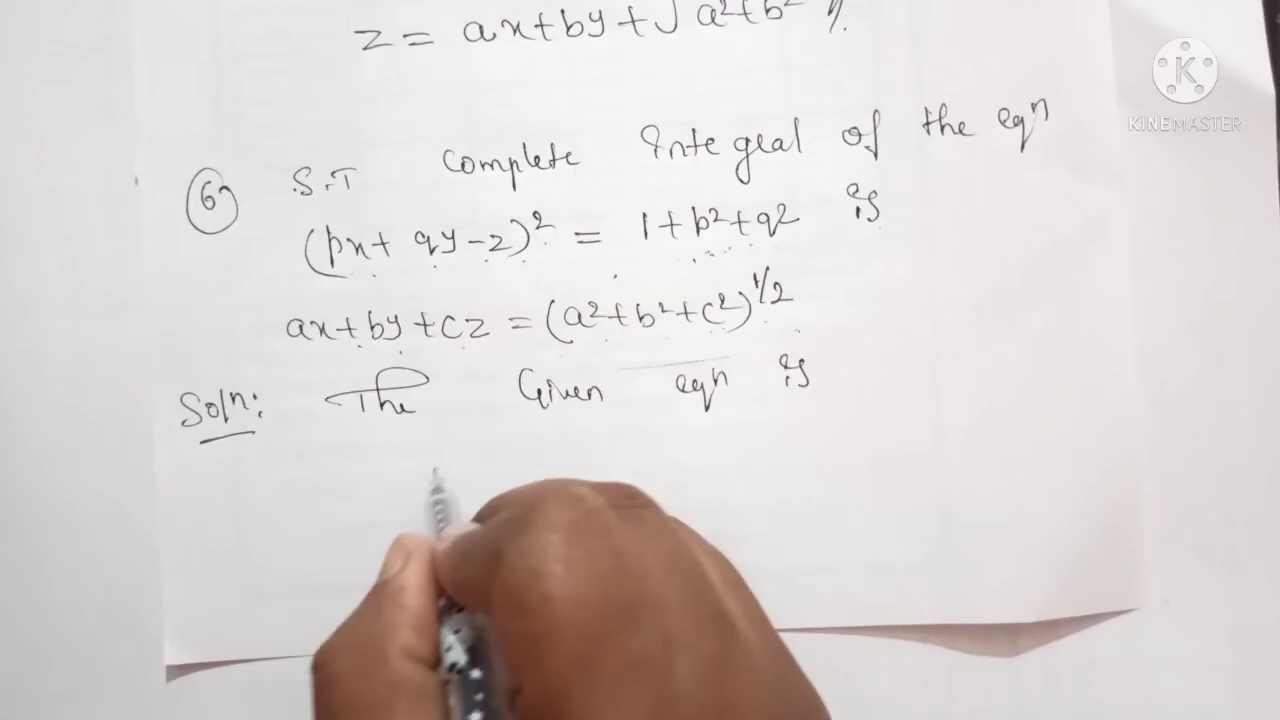 z = ax+by+√a²+b² //.
KINEMASTER
⑥ S.T complete Integral of the eqn
(px+ qy-z)² = 1+p²+q2 is
ax+by+cz = (a²+b²+c²)^1/2
Soln: The Given eqn is